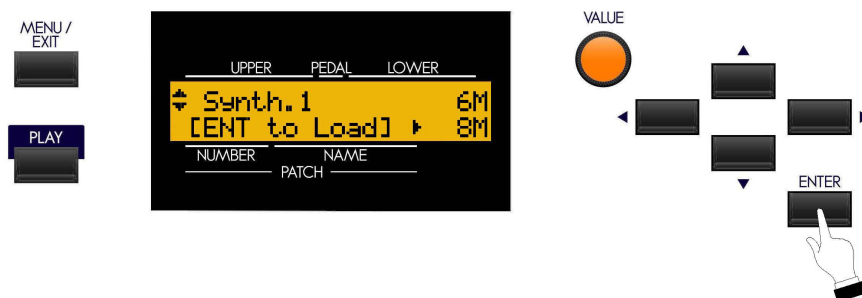 MENU /
EXIT
PLAY
UPPER PEDAL LOWER
Synth.1 6M
[ENT to Load] 8M
NUMBER NAME
PATCH
VALUE
ENTER